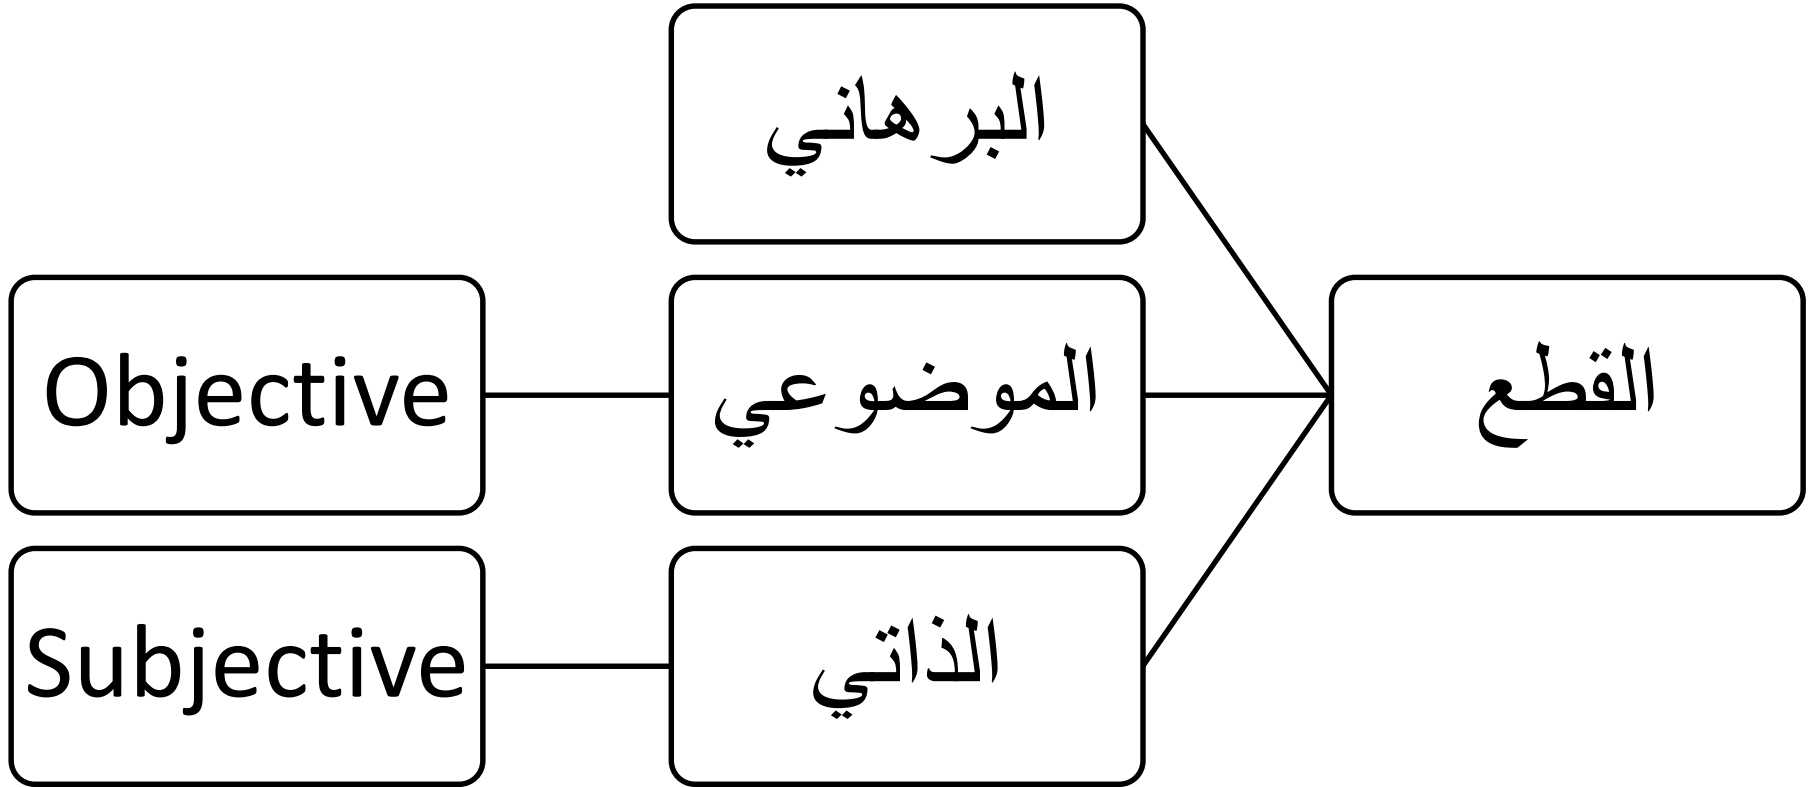 القطع
البرهاني
الموضوعي
Objective
الذاتي
Subjective